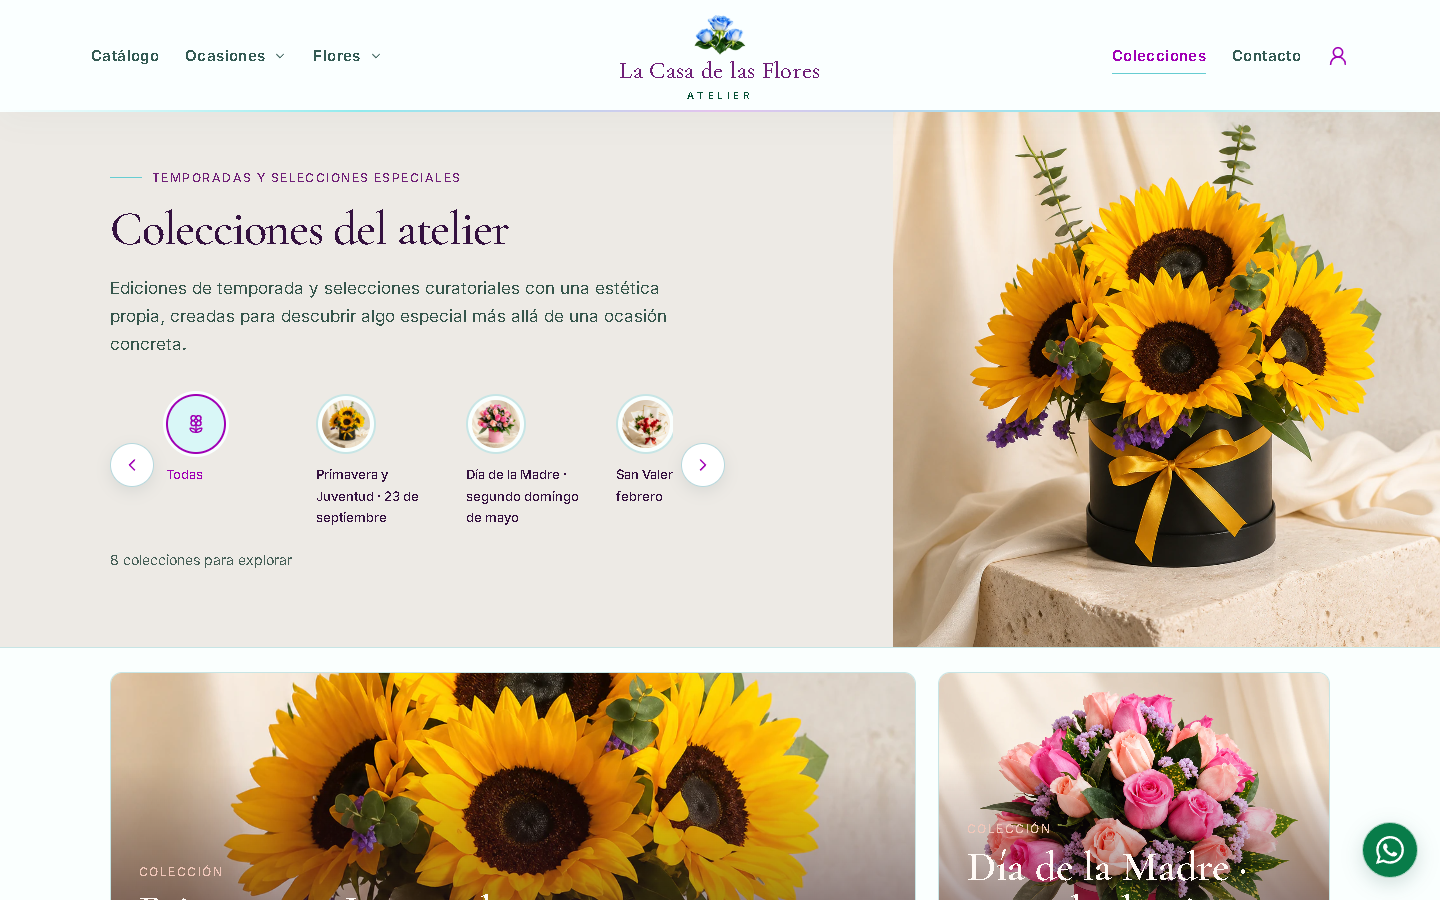 Catálogo
Ocasiones
Flores
La Casa de las Flores
ATELIER
Colecciones
Contacto
TEMPORADAS Y SELECCIONES ESPECIALES
Colecciones del atelier
Ediciones de temporada y selecciones curatoriales con una estética
propia, creadas para descubrir algo especial más allá de una ocasión
concreta.
Todas
Primavera y
Juventud · 23 de
septiembre
Día de la Madre ·
segundo domingo
de mayo
San Valer
febrero
8 colecciones para explorar
COLECCIÓN
COLECCIÓN
Día de la Madre ·